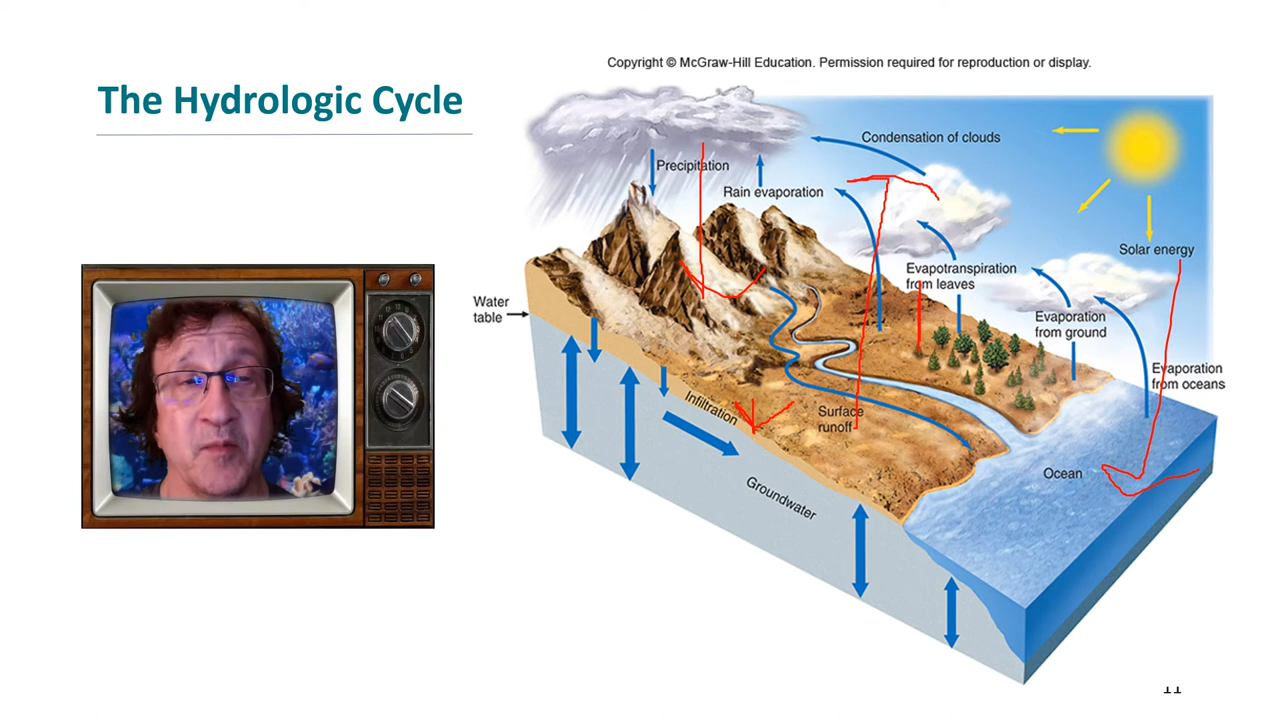 Copyright © McGraw-Hill Education. Permission required for reproduction or display.
The Hydrologic Cycle
Condensation of clouds
Precipitation
Rain evaporation
Solar energy
Evapotranspiration
from leaves
Water
table
Evaporation
from ground
Evaporation
from oceans
Infiltration
Surface
runoff
Ocean
Groundwater
11